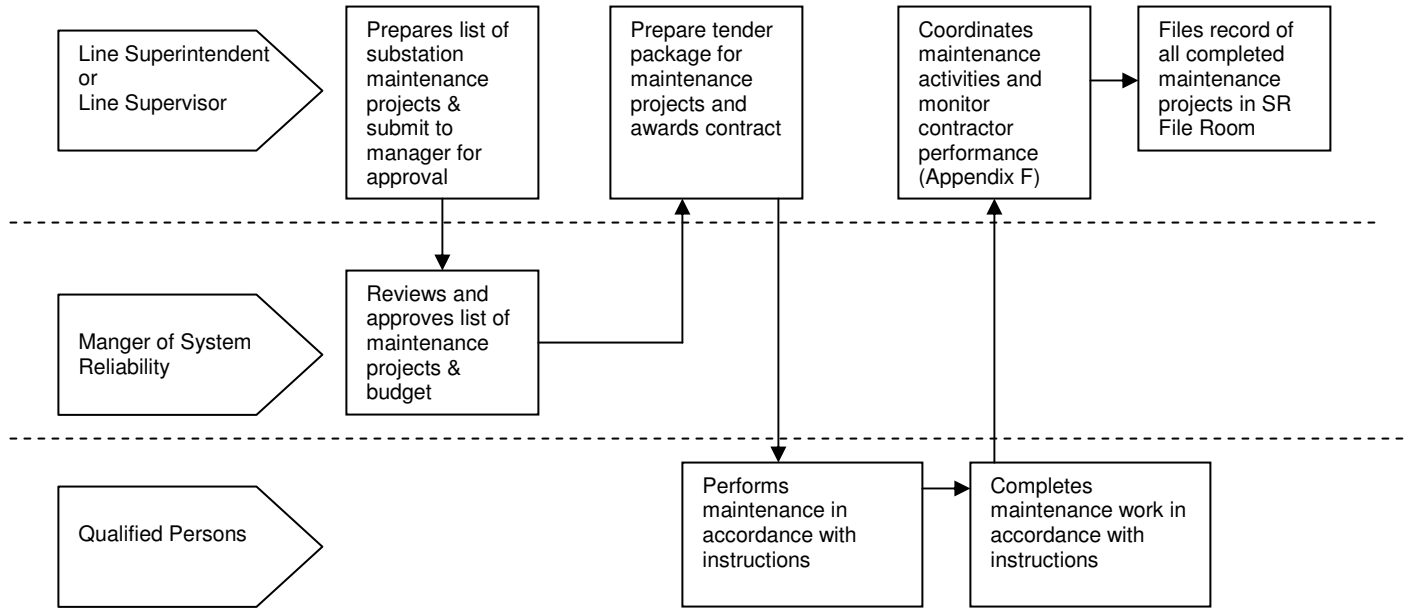 Line Superintendent
or
Line Supervisor
Prepares list of
substation
maintenance
projects &
submit to
manager for
approval
Prepare tender
package for
maintenance
projects and
awards contract
Coordinates
maintenance
activities and
monitor
contractor
performance
(Appendix F)
Files record of
all completed
maintenance
projects in SR
File Room
Manger of System
Reliability
Reviews and
approves list of
maintenance
projects &
budget
Qualified Persons
Performs
maintenance in
accordance with
instructions
Completes
maintenance work in
accordance with
instructions